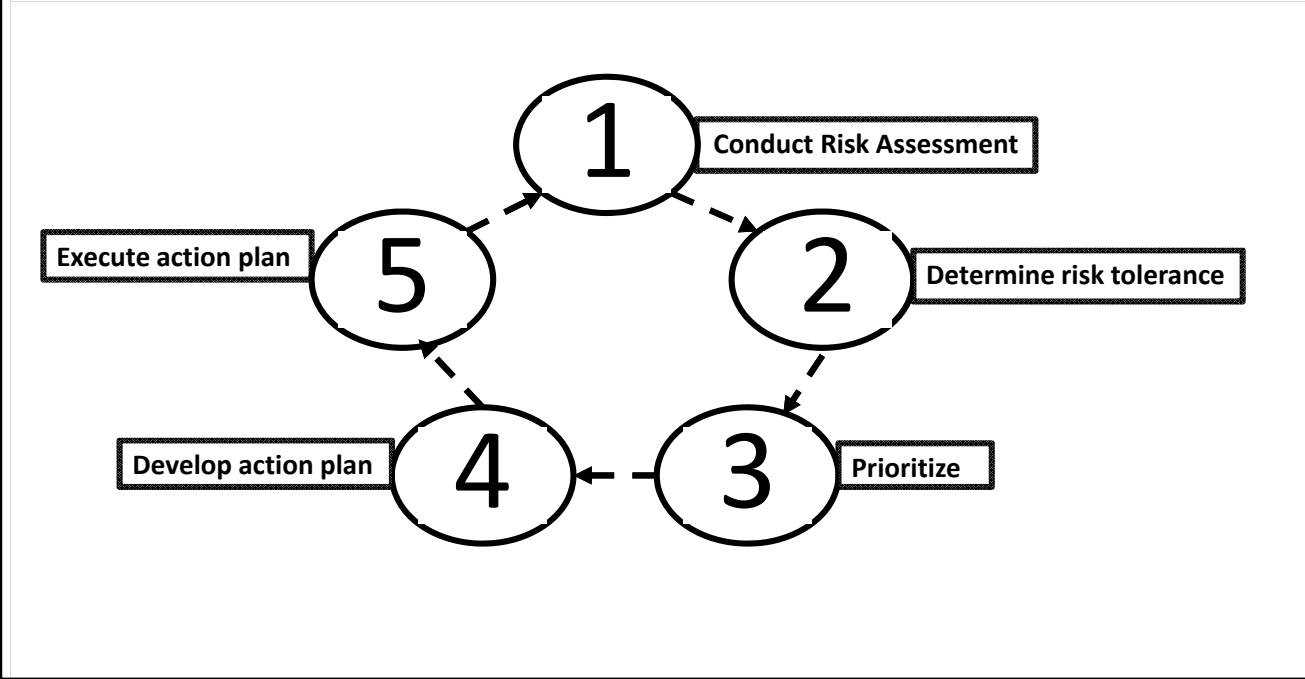 1
Conduct Risk Assessment
2
Determine risk tolerance
3
Prioritize
4
Develop action plan
5
Execute action plan